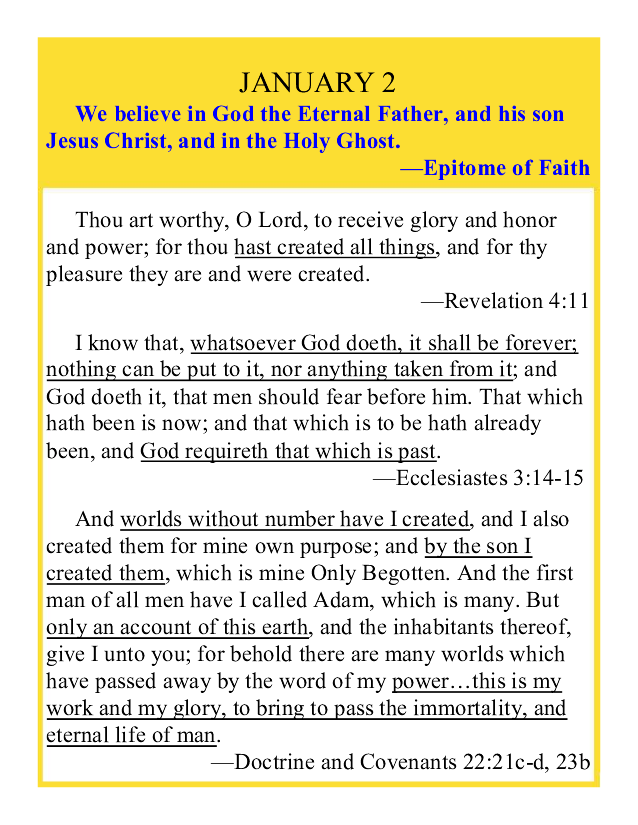 JANUARY 2
We believe in God the Eternal Father, and his son
Jesus Christ, and in the Holy Ghost.
—Epitome of Faith
Thou art worthy, O Lord, to receive glory and honor
and power; for thou hast created all things, and for thy
pleasure they are and were created.
—Revelation 4:11
I know that, whatsoever God doeth, it shall be forever;
nothing can be put to it, nor anything taken from it; and
God doeth it, that men should fear before him. That which
hath been is now; and that which is to be hath already
been, and God requireth that which is past.
—Ecclesiastes 3:14-15
And worlds without number have I created, and I also
created them for mine own purpose; and by the son I
created them, which is mine Only Begotten. And the first
man of all men have I called Adam, which is many. But
only an account of this earth, and the inhabitants thereof,
give I unto you; for behold there are many worlds which
have passed away by the word of my power…this is my
work and my glory, to bring to pass the immortality, and
eternal life of man.
—Doctrine and Covenants 22:21c-d, 23b